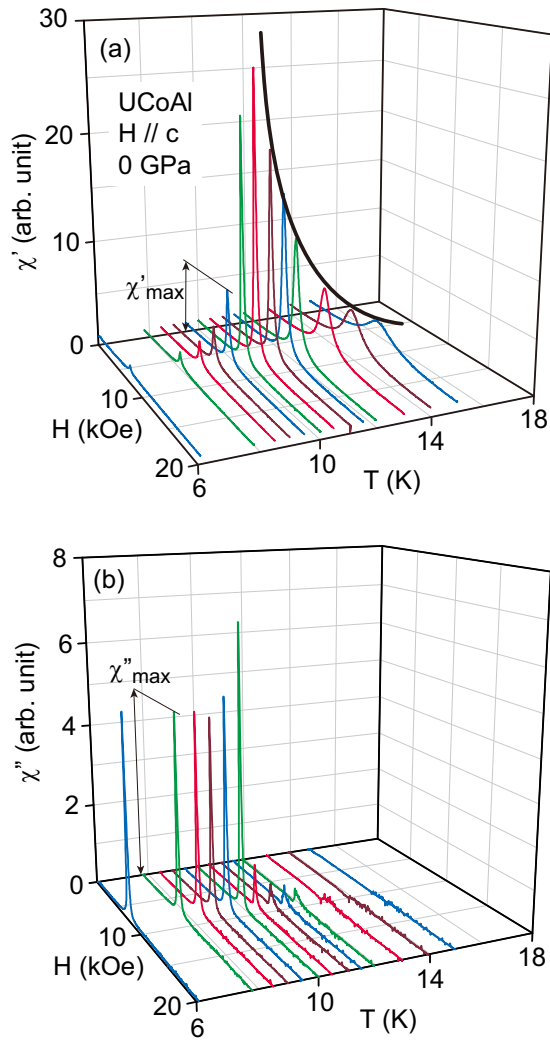 30
(a)
UCoAl
H // c
0 GPa
20
10
0
χ' (arb. unit)
χ'max
10
20
H (kOe)
6
10
14
18
T (K)
8
(b)
6
4
2
0
χ" (arb. unit)
χ"max
10
20
H (kOe)
6
10
14
18
T (K)